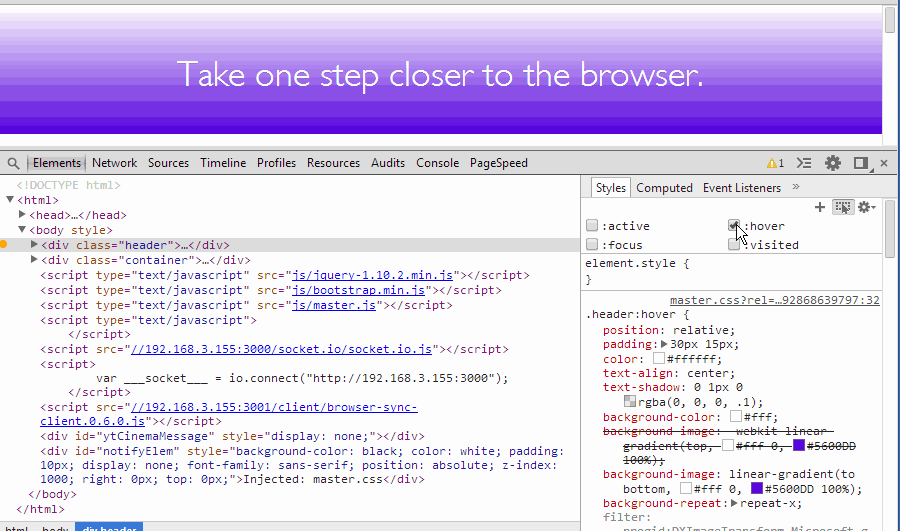 Take one step closer to the browser.
Elements Network Sources Timeline Profiles Resources Audits Console PageSpeed 1
<!DOCTYPE html>
<html>
<head>…</head>
<body style>
<div class="header">…</div>
<div class="container">…</div>
<script type="text/javascript" src="js/jquery-1.10.2.min.js"></script>
<script type="text/javascript" src="js/bootstrap.min.js"></script>
<script type="text/javascript" src="js/master.js"></script>
<script type="text/javascript">
</script>
<script src="//192.168.3.155:3000/socket.io/socket.io.js"></script>
<script>
var ___socket___ = io.connect("http://192.168.3.155:3000");
</script>
<script src="//192.168.3.155:3001/client/browser-sync-
client.0.6.0.js"></script>
<div id="ytCinemaMessage" style="display: none;"></div>
<div id="notifyElem" style="background-color: black; color: white; padding:
10px; display: none; font-family: sans-serif; position: absolute; z-index:
1000; right: 0px; top: 0px;">Injected: master.css</div>
</body>
</html>
html body div.header
Styles Computed Event Listeners »
:active :hover
:focus :visited
element.style {
}
master.css?rel=…92868639797:32
.header:hover {
position: relative;
padding: 30px 15px;
color: #ffffff;
text-align: center;
text-shadow: 0 1px 0
rgba(0, 0, 0, .1);
background-color: #fff;
background-image: -webkit-linear-
gradient(top, #fff 0, #5600DD
100%);
background-image: linear-gradient(to
bottom, #fff 0, #5600DD 100%);
background-repeat: repeat-x;
filter:
progid:DXImageTransform.Microsoft.g